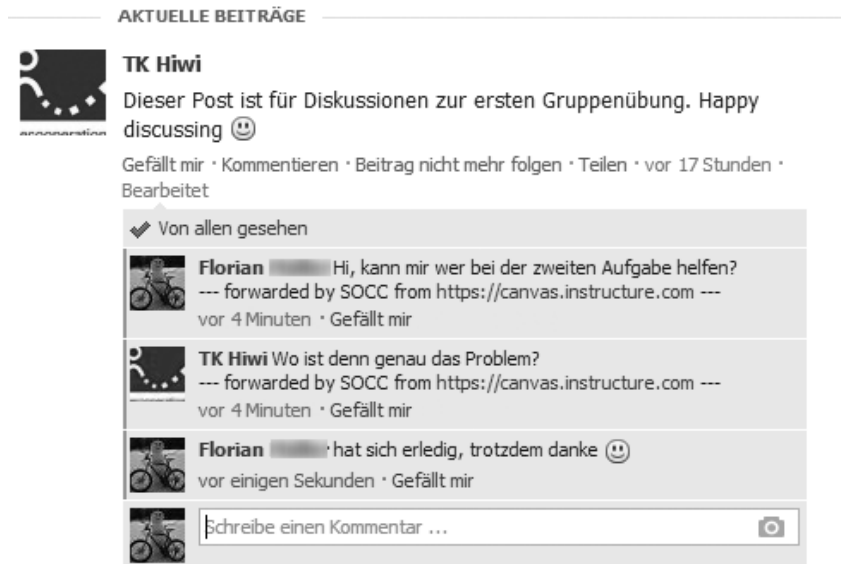 AKTUELLE BEITRÄGE
TK Hiwi
Dieser Post ist für Diskussionen zur ersten Gruppenübung. Happy
discussing
Gefällt mir · Kommentieren · Beitrag nicht mehr folgen · Teilen · vor 17 Stunden ·
Bearbeitet
Von allen gesehen
Florian Hi, kann mir wer bei der zweiten Aufgabe helfen?
--- forwarded by SOCC from https://canvas.instructure.com ---
vor 4 Minuten · Gefällt mir
TK Hiwi Wo ist denn genau das Problem?
--- forwarded by SOCC from https://canvas.instructure.com ---
vor 4 Minuten · Gefällt mir
Florian hat sich erledig, trotzdem danke
vor einigen Sekunden · Gefällt mir
Schreibe einen Kommentar ...